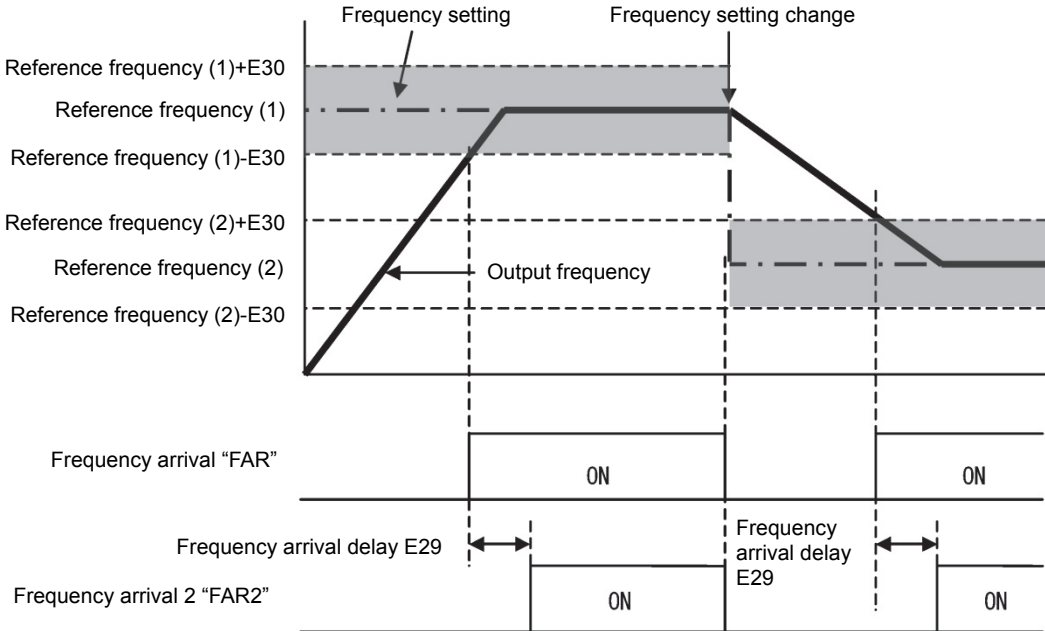 Frequency setting
Frequency setting change
Reference frequency (1)+E30
Reference frequency (1)
Reference frequency (1)-E30
Reference frequency (2)+E30
Reference frequency (2)
Output frequency
Reference frequency (2)-E30
Frequency arrival “FAR”
ON
ON
Frequency arrival delay E29
Frequency
arrival delay
E29
Frequency arrival 2 “FAR2”
ON
ON